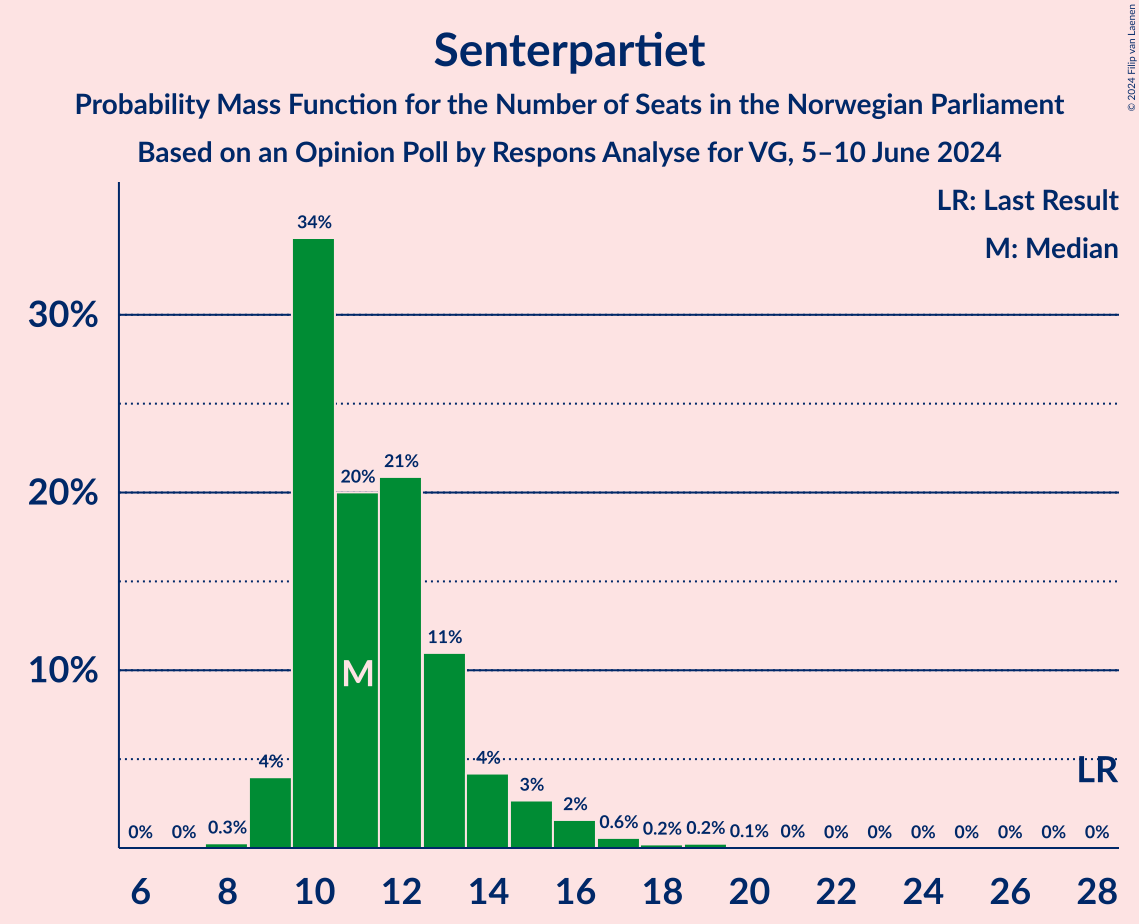 Senterpartiet
Probability Mass Function for the Number of Seats in the Norwegian Parliament
Based on an Opinion Poll by Respons Analyse for VG, 5–10 June 2024
© 2024 Filip van Laenen
LR: Last Result
M: Median
30%
20%
10%
0% 0% 0.3% 4% 34% 20% 21% 11% 4% 3% 2% 0.6% 0.2% 0.2% 0.1% 0% 0% 0% 0% 0% 0% 0% 0%
M
LR
6 8 10 12 14 16 18 20 22 24 26 28